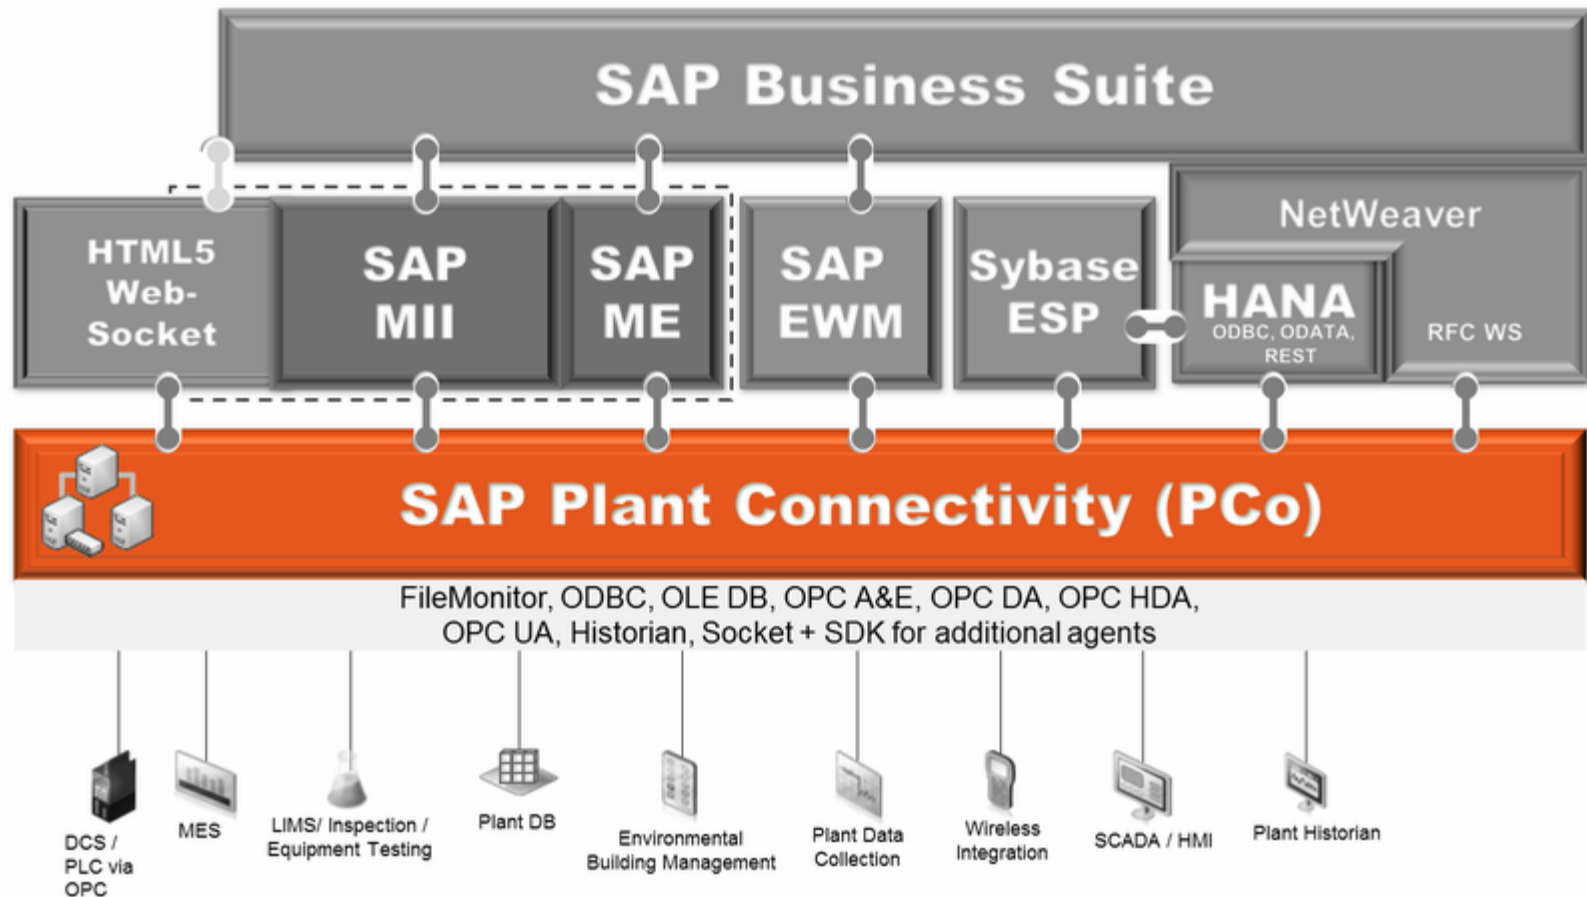 SAP Business Suite
HTML5
Web-
Socket
SAP
MII
SAP
ME
SAP
EWM
Sybase
ESP
NetWeaver
HANA
ODBC, ODATA,
REST
RFC WS
SAP Plant Connectivity (PCo)
FileMonitor, ODBC, OLE DB, OPC A&E, OPC DA, OPC HDA,
OPC UA, Historian, Socket + SDK for additional agents
DCS /
PLC via
OPC
MES
LIMS/ Inspection /
Equipment Testing
Plant DB
Environmental
Building Management
Plant Data
Collection
Wireless
Integration
SCADA / HMI
Plant Historian